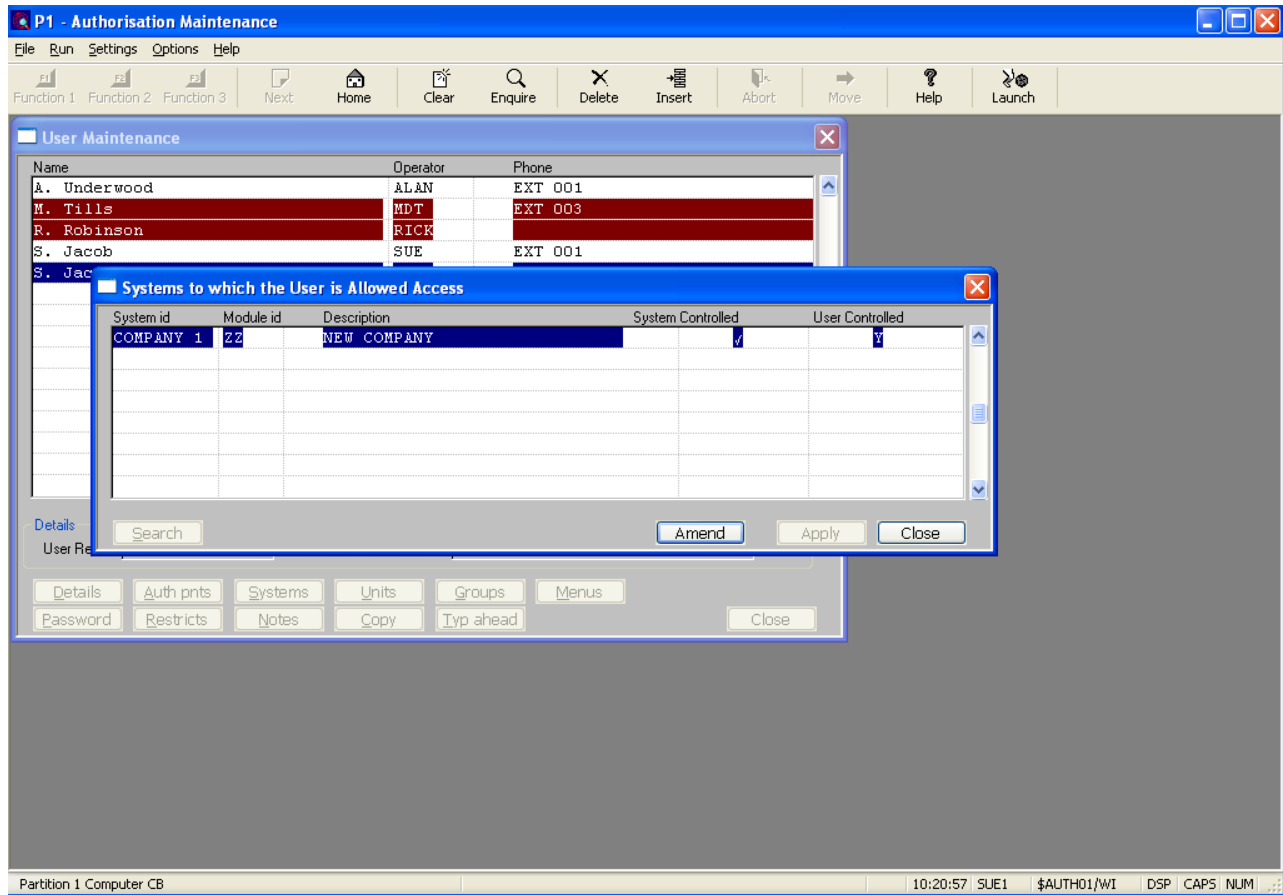 P1 - Authorisation Maintenance
File Run Settings Options Help
F1 F2 F3
Function 1 Function 2 Function 3 Next Home Clear Enquire Delete Insert Abort Move Help Launch
User Maintenance
Name Operator Phone
A. Underwood ALAN EXT 001
M. Tills MDT EXT 003
R. Robinson RICK
S. Jacob SUE EXT 001
S. Jac
Systems to which the User is Allowed Access
System id Module id Description System Controlled User Controlled
COMPANY 1 ZZ NEW COMPANY √ Y
Search Amend Apply Close
Details
User Re
Details Auth pnts Systems Units Groups Menus
Password Restricts Notes Copy Typ ahead Close
Partition 1 Computer CB 10:20:57 SUE1 $AUTH01/WI DSP CAPS NUM